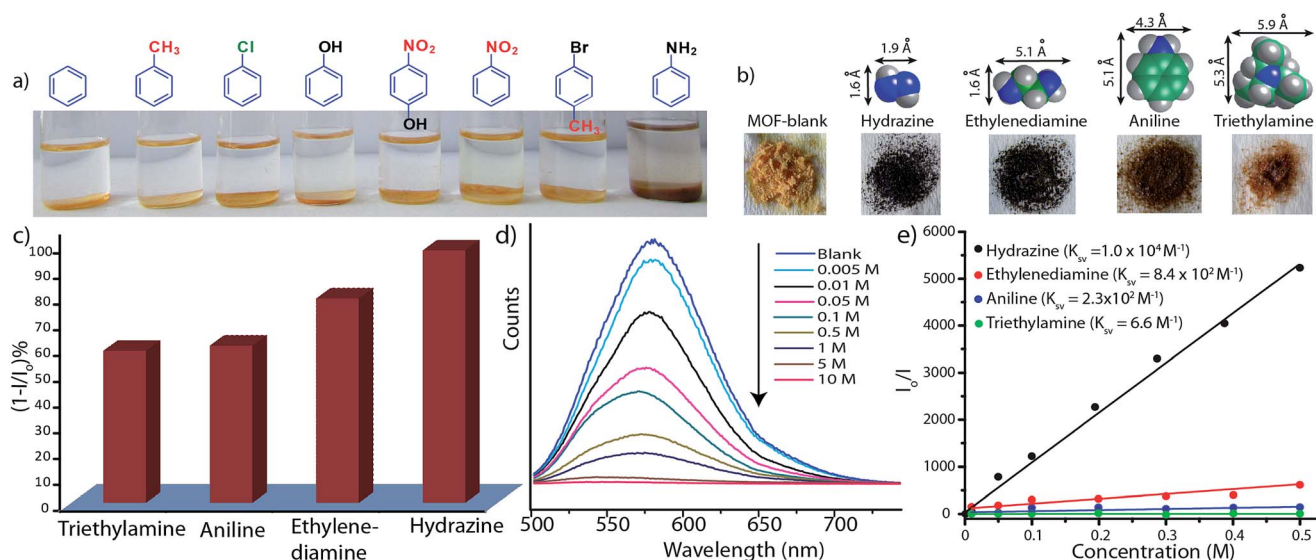 a)
CH₃
Cl
OH
NO₂
OH
NO₂
Br
CH₃
NH₂
b)
1.9 Å
1.6 Å
5.1 Å
1.6 Å
4.3 Å
5.1 Å
5.9 Å
5.3 Å
MOF-blank
Hydrazine
Ethylenediamine
Aniline
Triethylamine
c)
(1-I/Iₒ)%
100
90
80
70
60
50
40
30
20
10
0
Triethylamine
Aniline
Ethylene-
diamine
Hydrazine
d)
Counts
Blank
0.005 M
0.01 M
0.05 M
0.1 M
0.5 M
1 M
5 M
10 M
500
550
600
650
700
Wavelength (nm)
e)
Iₒ/I
6000
5000
4000
3000
2000
1000
0
Hydrazine (Kₛᵥ =1.0 x 10⁴ M⁻¹)
Ethylenediamine (Kₛᵥ = 8.4 x 10² M⁻¹)
Aniline (Kₛᵥ = 2.3x10² M⁻¹)
Triethylamine (Kₛᵥ = 6.6 M⁻¹)
0
0.1
0.2
0.3
0.4
0.5
Concentration (M)